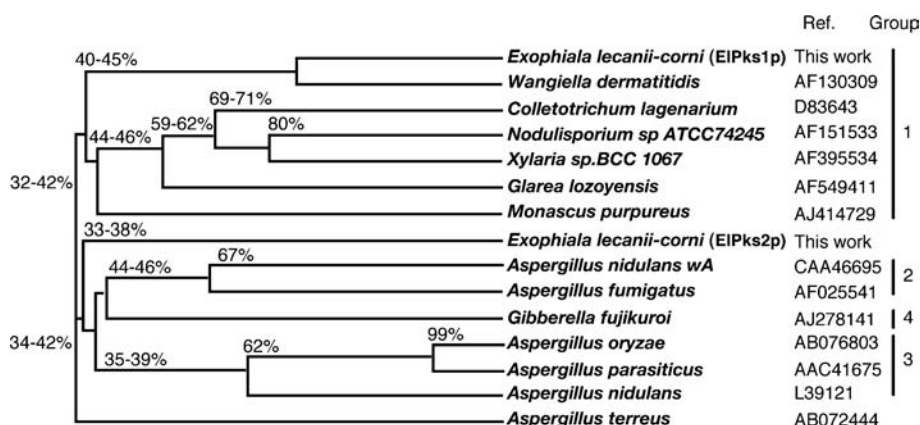 Ref. Group
40-45% Exophiala lecanii-corni (ElPks1p) This work
Wangiella dermatitidis AF130309
69-71% Colletotrichum lagenarium D83643
59-62% 80% Nodulisporium sp ATCC74245 AF151533 1
44-46% Xylaria sp.BCC 1067 AF395534
32-42% Glarea lozoyensis AF549411
Monascus purpureus AJ414729
33-38% Exophiala lecanii-corni (ElPks2p) This work
44-46% 67% Aspergillus nidulans wA CAA46695 2
Aspergillus fumigatus AF025541
Gibberella fujikuroi AJ278141 4
34-42% 62% 99% Aspergillus oryzae AB076803 3
35-39% Aspergillus parasiticus AAC41675
Aspergillus nidulans L39121
Aspergillus terreus AB072444